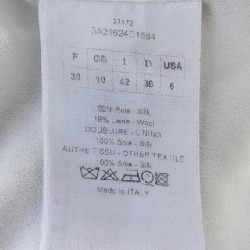 27172
3A21624D1684
F GB I D USA
38 10 42 36 6
82% Soie - Silk
18% Laine - Wool
DOUBLURE - LINING
100% Soie - Silk
AUTRE TISSU - OTHER TEXTILE
100% Soie - Silk
Made in ITALY